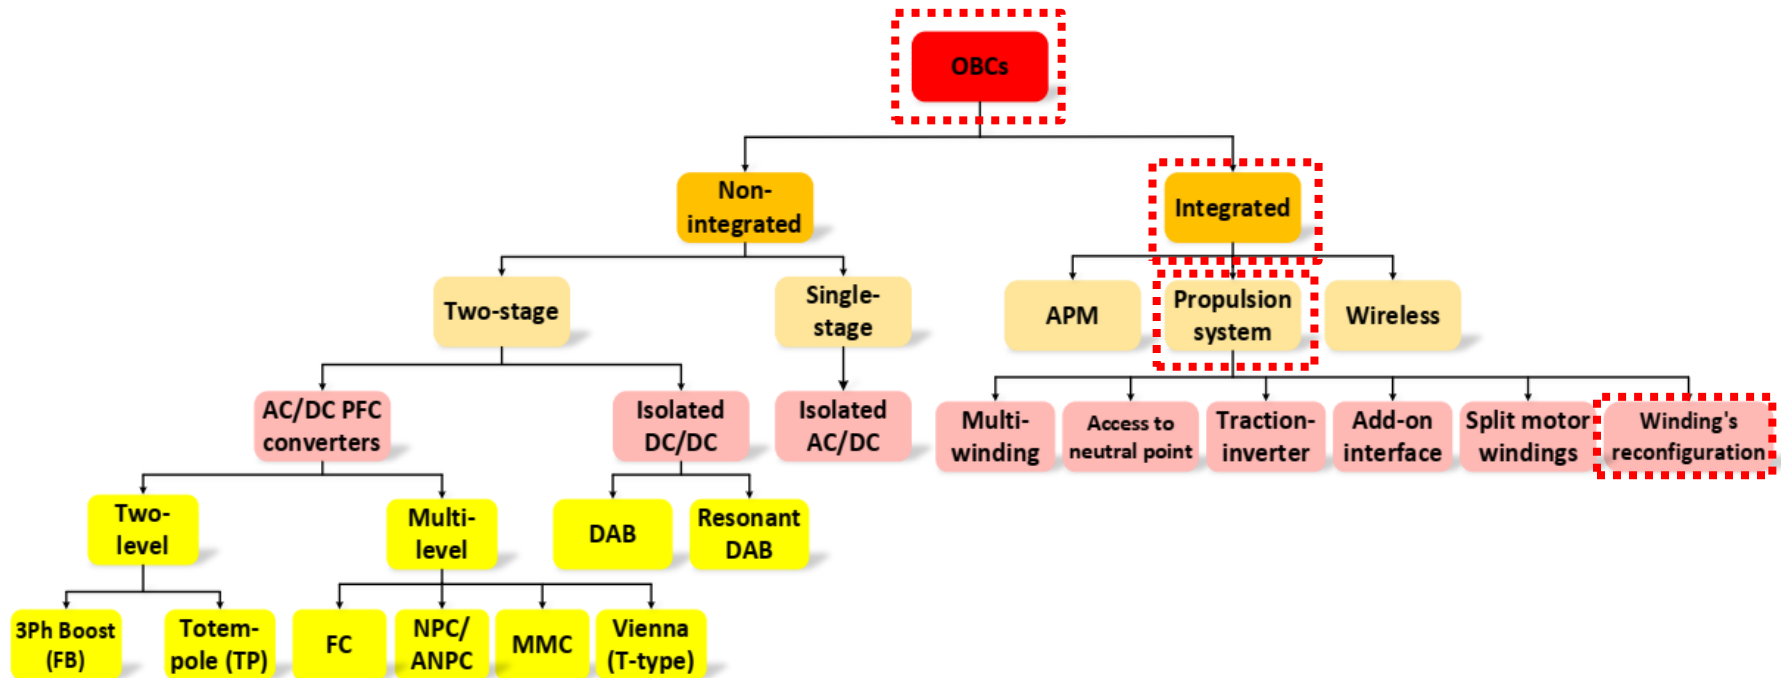 OBCs
Non-
integrated
Integrated
Two-stage
Single-
stage
APM
Propulsion
system
Wireless
AC/DC PFC
converters
Isolated
DC/DC
Isolated
AC/DC
Multi-
winding
Access to
neutral point
Traction-
inverter
Add-on
interface
Split motor
windings
Winding's
reconfiguration
Two-
level
Multi-
level
DAB
Resonant
DAB
3Ph Boost
(FB)
Totem-
pole (TP)
FC
NPC/
ANPC
MMC
Vienna
(T-type)